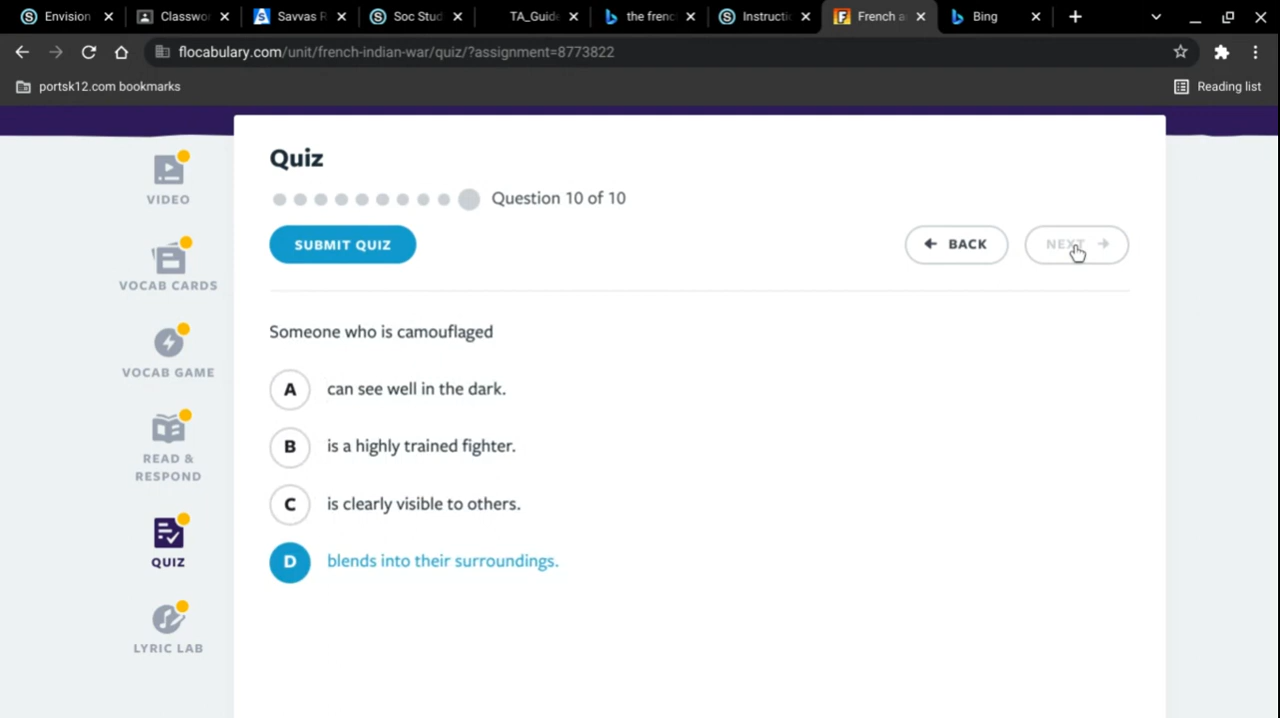 Envision
Classwo
Savvas R
Soc Stud
TA_Guide
the frenc
Instructio
French a
Bing
flocabulary.com/unit/french-indian-war/quiz/?assignment=8773822
portsk12.com bookmarks
Reading list
VIDEO
VOCAB CARDS
VOCAB GAME
READ &
RESPOND
QUIZ
LYRIC LAB
Quiz
Question 10 of 10
SUBMIT QUIZ
BACK
NEXT
Someone who is camouflaged
A can see well in the dark.
B is a highly trained fighter.
C is clearly visible to others.
D blends into their surroundings.